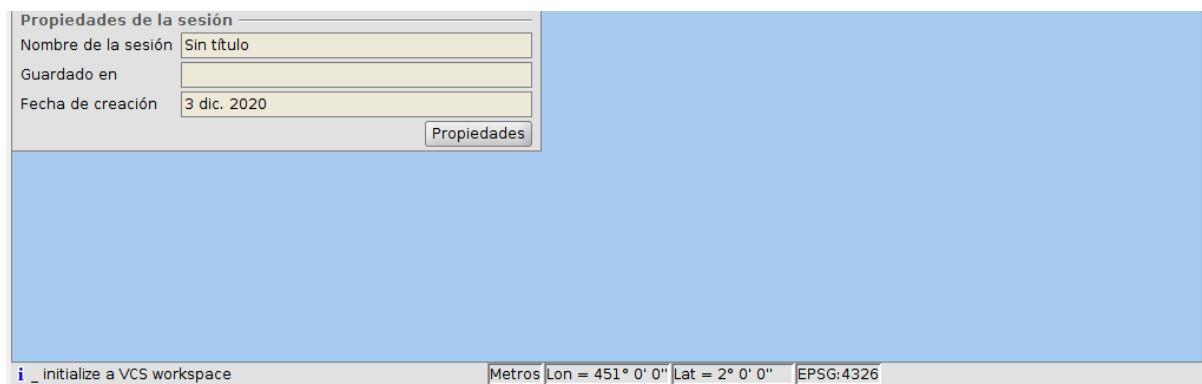 Propiedades de la sesión
Nombre de la sesión Sin título
Guardado en
Fecha de creación 3 dic. 2020
Propiedades
i _ initialize a VCS workspace Metros Lon = 451° 0' 0" Lat = 2° 0' 0" EPSG:4326